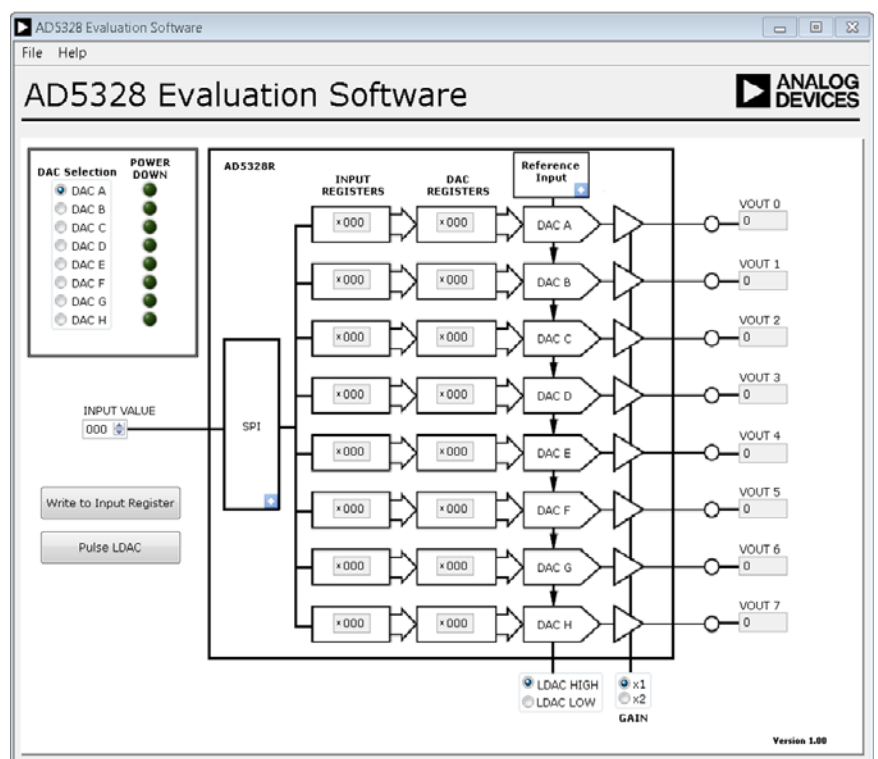 AD5328 Evaluation Software
File Help
AD5328 Evaluation Software
ANALOG
DEVICES
DAC Selection
POWER
DOWN
DAC A
DAC B
DAC C
DAC D
DAC E
DAC F
DAC G
DAC H
INPUT VALUE
000
Write to Input Register
Pulse LDAC
AD5328R
SPI
INPUT
REGISTERS
DAC
REGISTERS
Reference
Input
x000 x000 DAC A
x000 x000 DAC B
x000 x000 DAC C
x000 x000 DAC D
x000 x000 DAC E
x000 x000 DAC F
x000 x000 DAC G
x000 x000 DAC H
VOUT 0
0
VOUT 1
0
VOUT 2
0
VOUT 3
0
VOUT 4
0
VOUT 5
0
VOUT 6
0
VOUT 7
0
LDAC HIGH
LDAC LOW
x1
x2
GAIN
Version 1.00